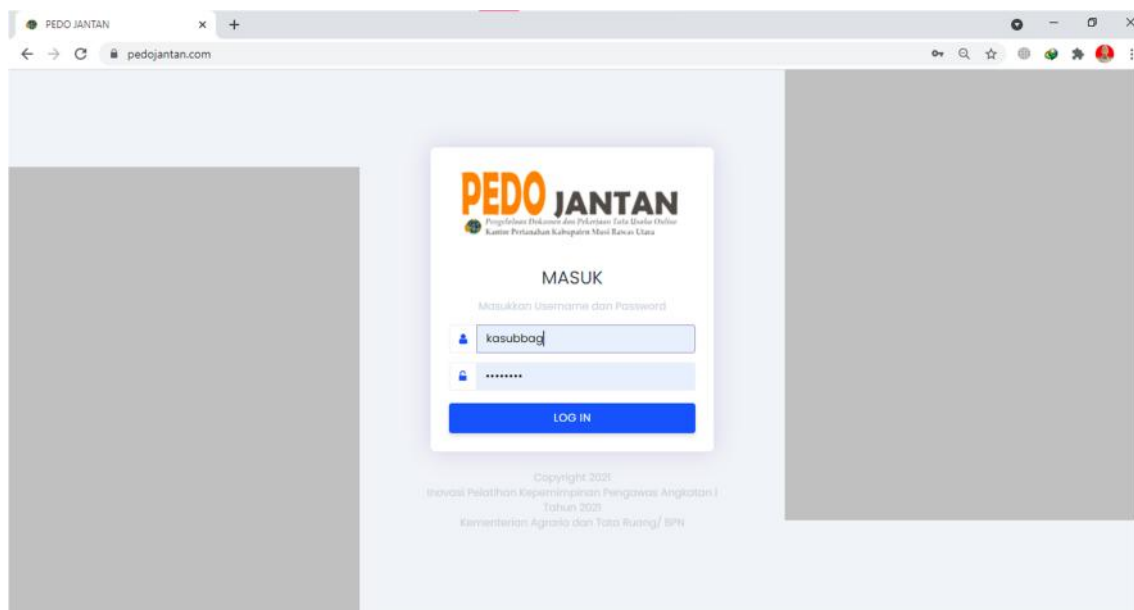 PEDO JANTAN
pedojantan.com
PEDO JANTAN
Pengelolaan Dokumen dan Pekerjaan Tata Usaha Online
Kantor Pertanahan Kabupaten Musi Rawas Utara
MASUK
Masukkan Username dan Password
kasubbag
••••••••
LOG IN
Copyright 2021
Inovasi Pelatihan Kepemimpinan Pengawas Angkatan I
Tahun 2021
Kementerian Agraria dan Tata Ruang/ BPN